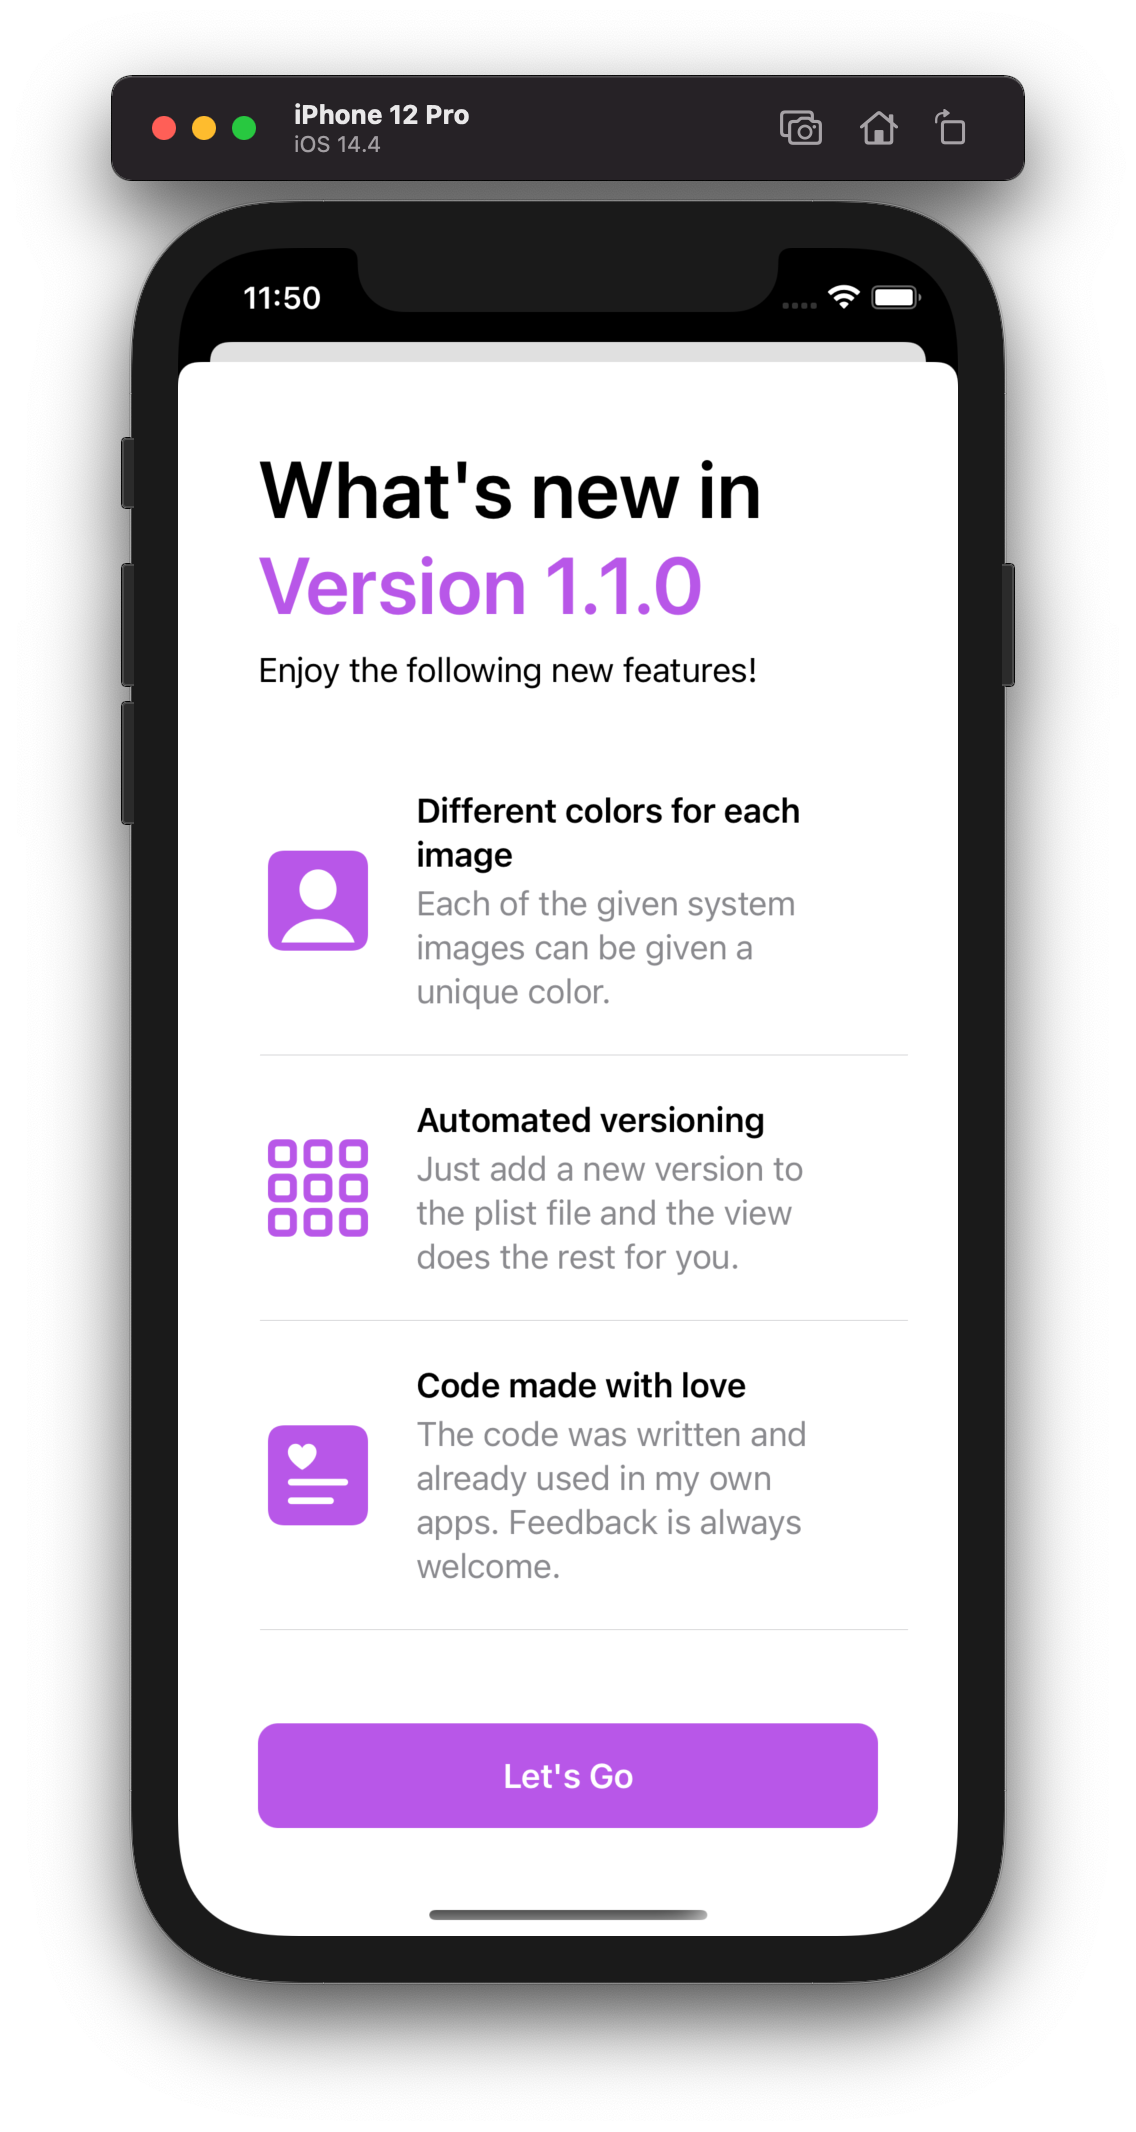 iPhone 12 Pro
iOS 14.4
11:50
What's new in
Version 1.1.0
Enjoy the following new features!
Different colors for each
image
Each of the given system
images can be given a
unique color.
Automated versioning
Just add a new version to
the plist file and the view
does the rest for you.
Code made with love
The code was written and
already used in my own
apps. Feedback is always
welcome.
Let's Go